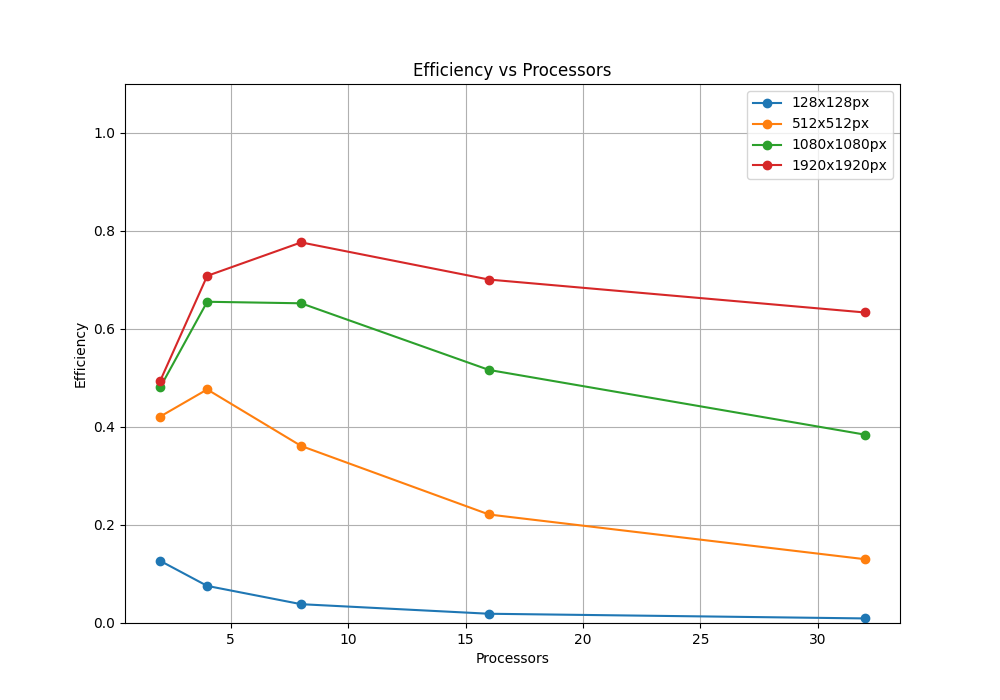 Efficiency vs Processors
128x128px
512x512px
1080x1080px
1920x1920px
1.0
0.8
0.6
0.4
0.2
0.0
Efficiency
5 10 15 20 25 30
Processors